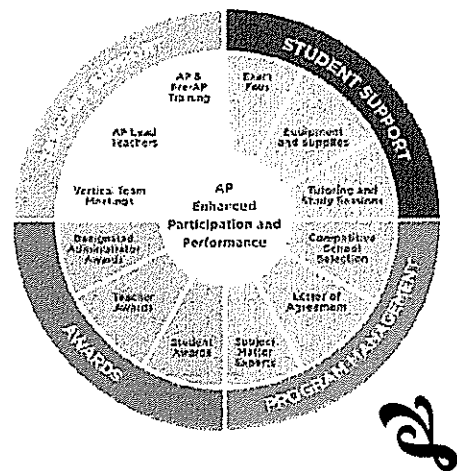 STUDENT SUPPORT
AP &
Pre-AP
Training
Exam
Fees
AP Lead
Teachers
Equipment
and Supplies
Vertical Team
Meetings
AP
Enhanced
Participation and
Performance
Tutoring and
Study Sessions
Designated
Administrator
Awards
Competitive
School
Selection
Teacher
Awards
Letter of
Agreement
Student
Awards
Subject
Matter
Experts
AWARDS
PROGRAM MANAGEMENT